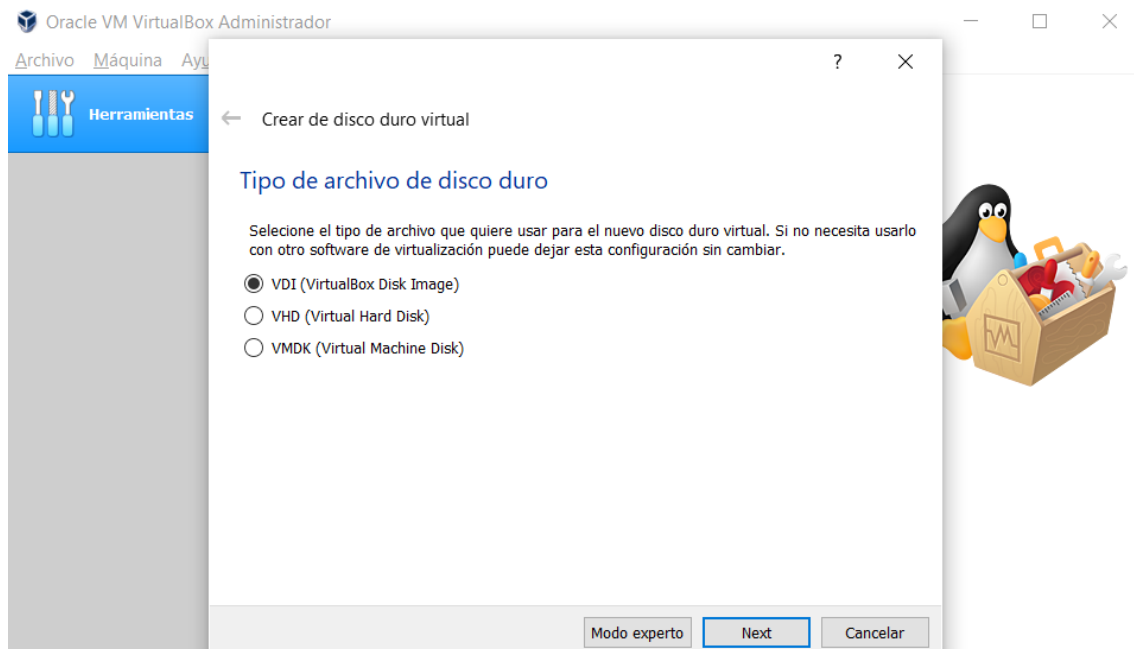 Oracle VM VirtualBox Administrador
Archivo Máquina Ayu
? 
Herramientas
Crear de disco duro virtual
Tipo de archivo de disco duro
Selecione el tipo de archivo que quiere usar para el nuevo disco duro virtual. Si no necesita usarlo
con otro software de virtualización puede dejar esta configuración sin cambiar.
VDI (VirtualBox Disk Image)
VHD (Virtual Hard Disk)
VMDK (Virtual Machine Disk)
Modo experto Next Cancelar